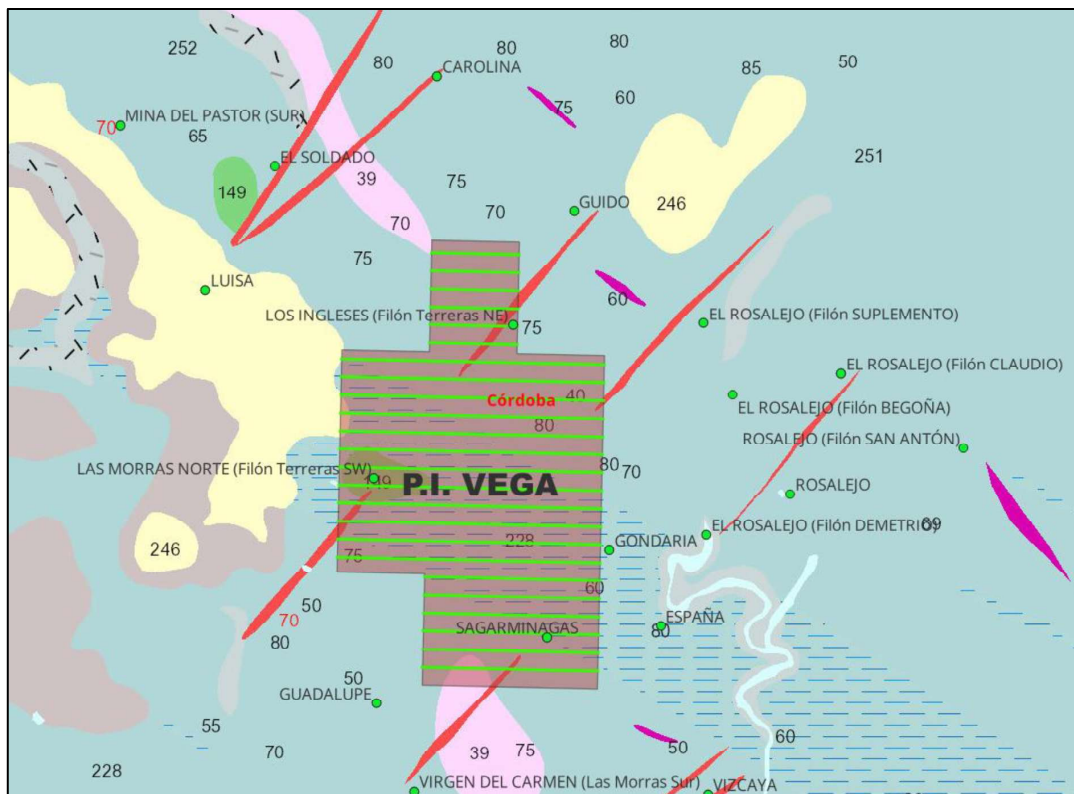 252
80
80
80
CAROLINA
85
50
75
60
70
MINA DEL PASTOR (SUR)
65
EL SOLDADO
251
149
39
75
246
70
70
GUIDO
75
LUISA
60
LOS INGLESES (Filón Terreras NE)
75
EL ROSALEJO (Filón SUPLEMENTO)
EL ROSALEJO (Filón CLAUDIO)
Córdoba
40
EL ROSALEJO (Filón BEGOÑA)
80
ROSALEJO (Filón SAN ANTÓN)
LAS MORRAS NORTE (Filón Terreras SW)
80
70
149
P.I. VEGA
ROSALEJO
EL ROSALEJO (Filón DEMETRIO)
69
246
75
228
GONDARIA
60
50
70
80
SAGARMINAGAS
80
ESPAÑA
50
GUADALUPE
55
70
39
75
50
60
228
VIRGEN DEL CARMEN (Las Morras Sur)
VIZCAYA